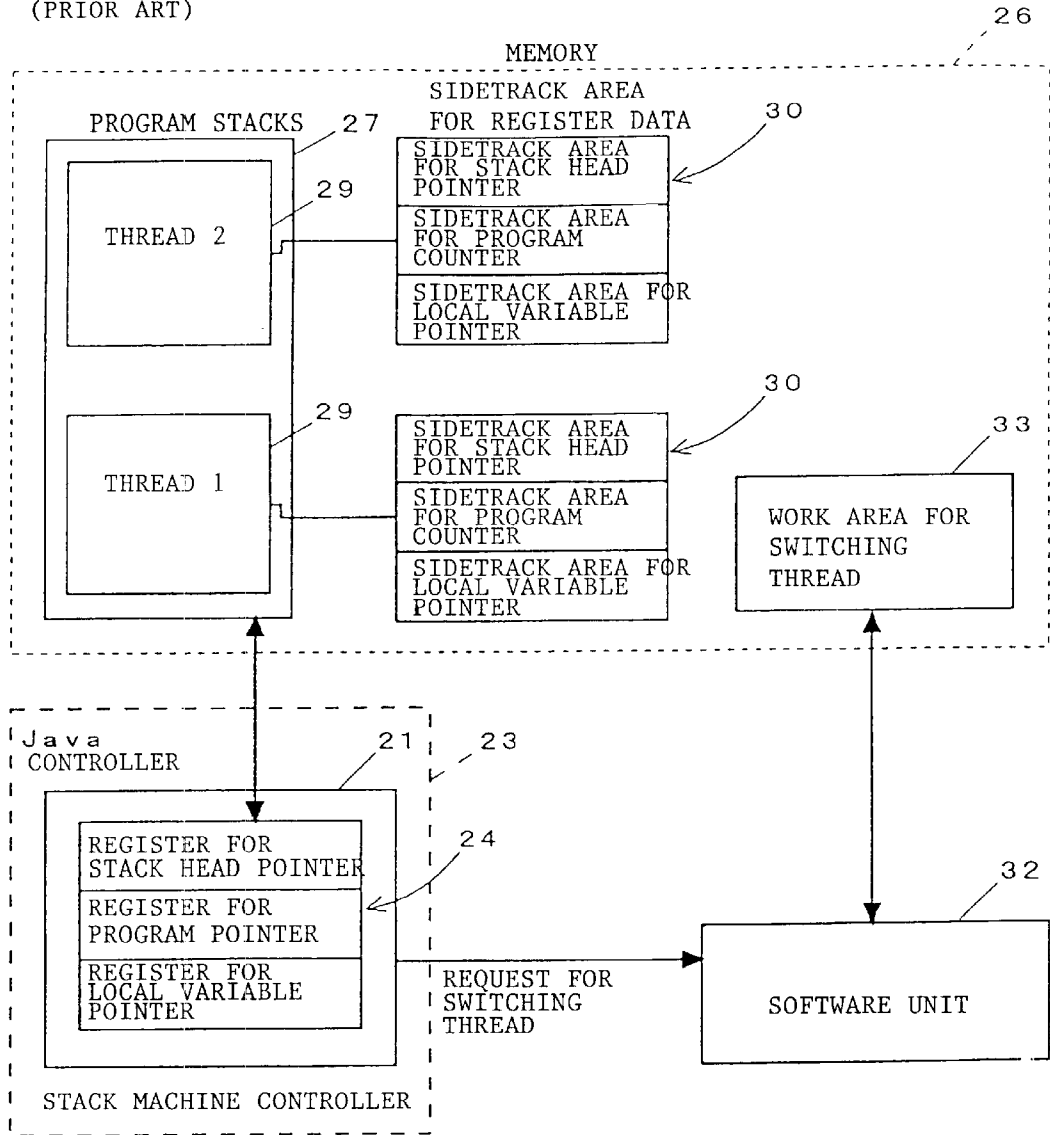 (PRIOR ART)
26
MEMORY
SIDETRACK AREA
FOR REGISTER DATA
PROGRAM STACKS
27
30
SIDETRACK AREA
FOR STACK HEAD
POINTER
29
THREAD 2
SIDETRACK AREA
FOR PROGRAM
COUNTER
SIDETRACK AREA FOR
LOCAL VARIABLE
POINTER
29
30
SIDETRACK AREA
FOR STACK HEAD
POINTER
33
THREAD 1
SIDETRACK AREA
FOR PROGRAM
COUNTER
WORK AREA FOR
SWITCHING
THREAD
SIDETRACK AREA FOR
LOCAL VARIABLE
POINTER
Java
CONTROLLER
21
23
REGISTER FOR
STACK HEAD POINTER
24
REGISTER FOR
PROGRAM POINTER
32
REGISTER FOR
LOCAL VARIABLE
POINTER
REQUEST FOR
SWITCHING
THREAD
SOFTWARE UNIT
STACK MACHINE CONTROLLER